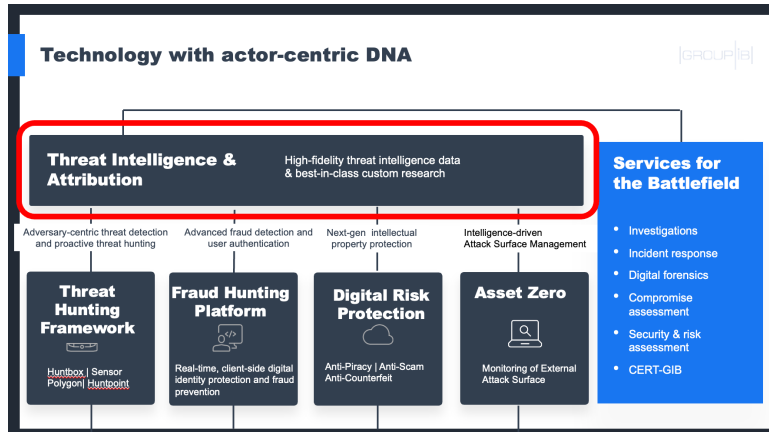 Technology with actor-centric DNA
|GROUP|iB|
Threat Intelligence &
Attribution
High-fidelity threat intelligence data
& best-in-class custom research
Services for
the Battlefield
• Investigations
• Incident response
• Digital forensics
• Compromise
assessment
• Security & risk
assessment
• CERT-GIB
Adversary-centric threat detection
and proactive threat hunting
Advanced fraud detection and
user authentication
Next-gen intellectual
property protection
Intelligence-driven
Attack Surface Management
Threat
Hunting
Framework
Huntbox | Sensor
Polygon| Huntpoint
Fraud Hunting
Platform
Real-time, client-side digital
identity protection and fraud
prevention
Digital Risk
Protection
Anti-Piracy | Anti-Scam
Anti-Counterfeit
Asset Zero
Monitoring of External
Attack Surface